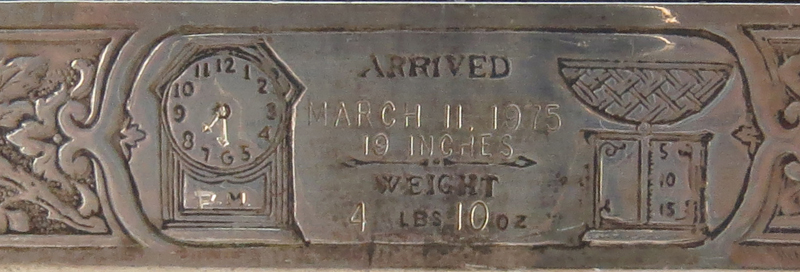 ARRIVED
MARCH 11, 1975
19 INCHES
WEIGHT
4 LBS 10 OZ
11 12 1
10 2
9 3
8 4
7 6 5
P.M.
5
10
15